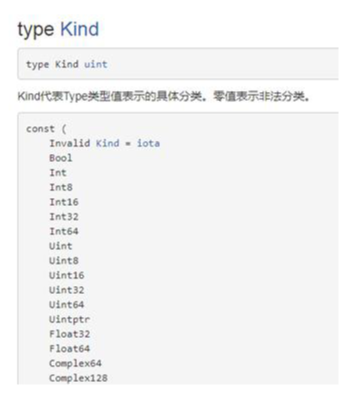 type Kind
type Kind uint
Kind代表Type类型值表示的具体分类。零值表示非法分类。
const (
Invalid Kind = iota
Bool
Int
Int8
Int16
Int32
Int64
Uint
Uint8
Uint16
Uint32
Uint64
Uintptr
Float32
Float64
Complex64
Complex128